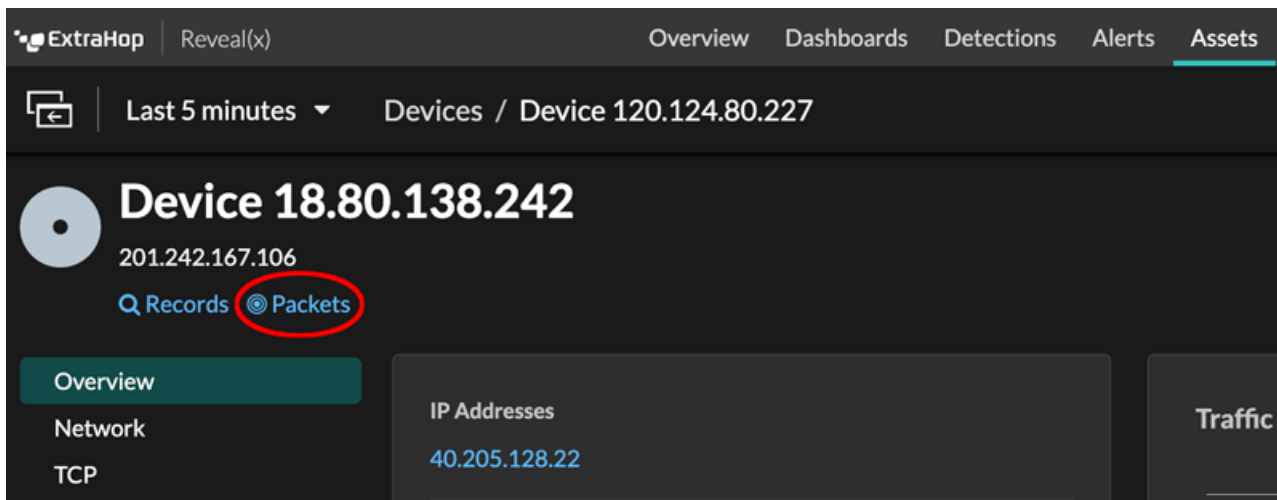 ExtraHop Reveal(x) Overview Dashboards Detections Alerts Assets
Last 5 minutes Devices / Device 120.124.80.227
Device 18.80.138.242
201.242.167.106
Records Packets
Overview
Network
TCP
IP Addresses
40.205.128.22
Traffic